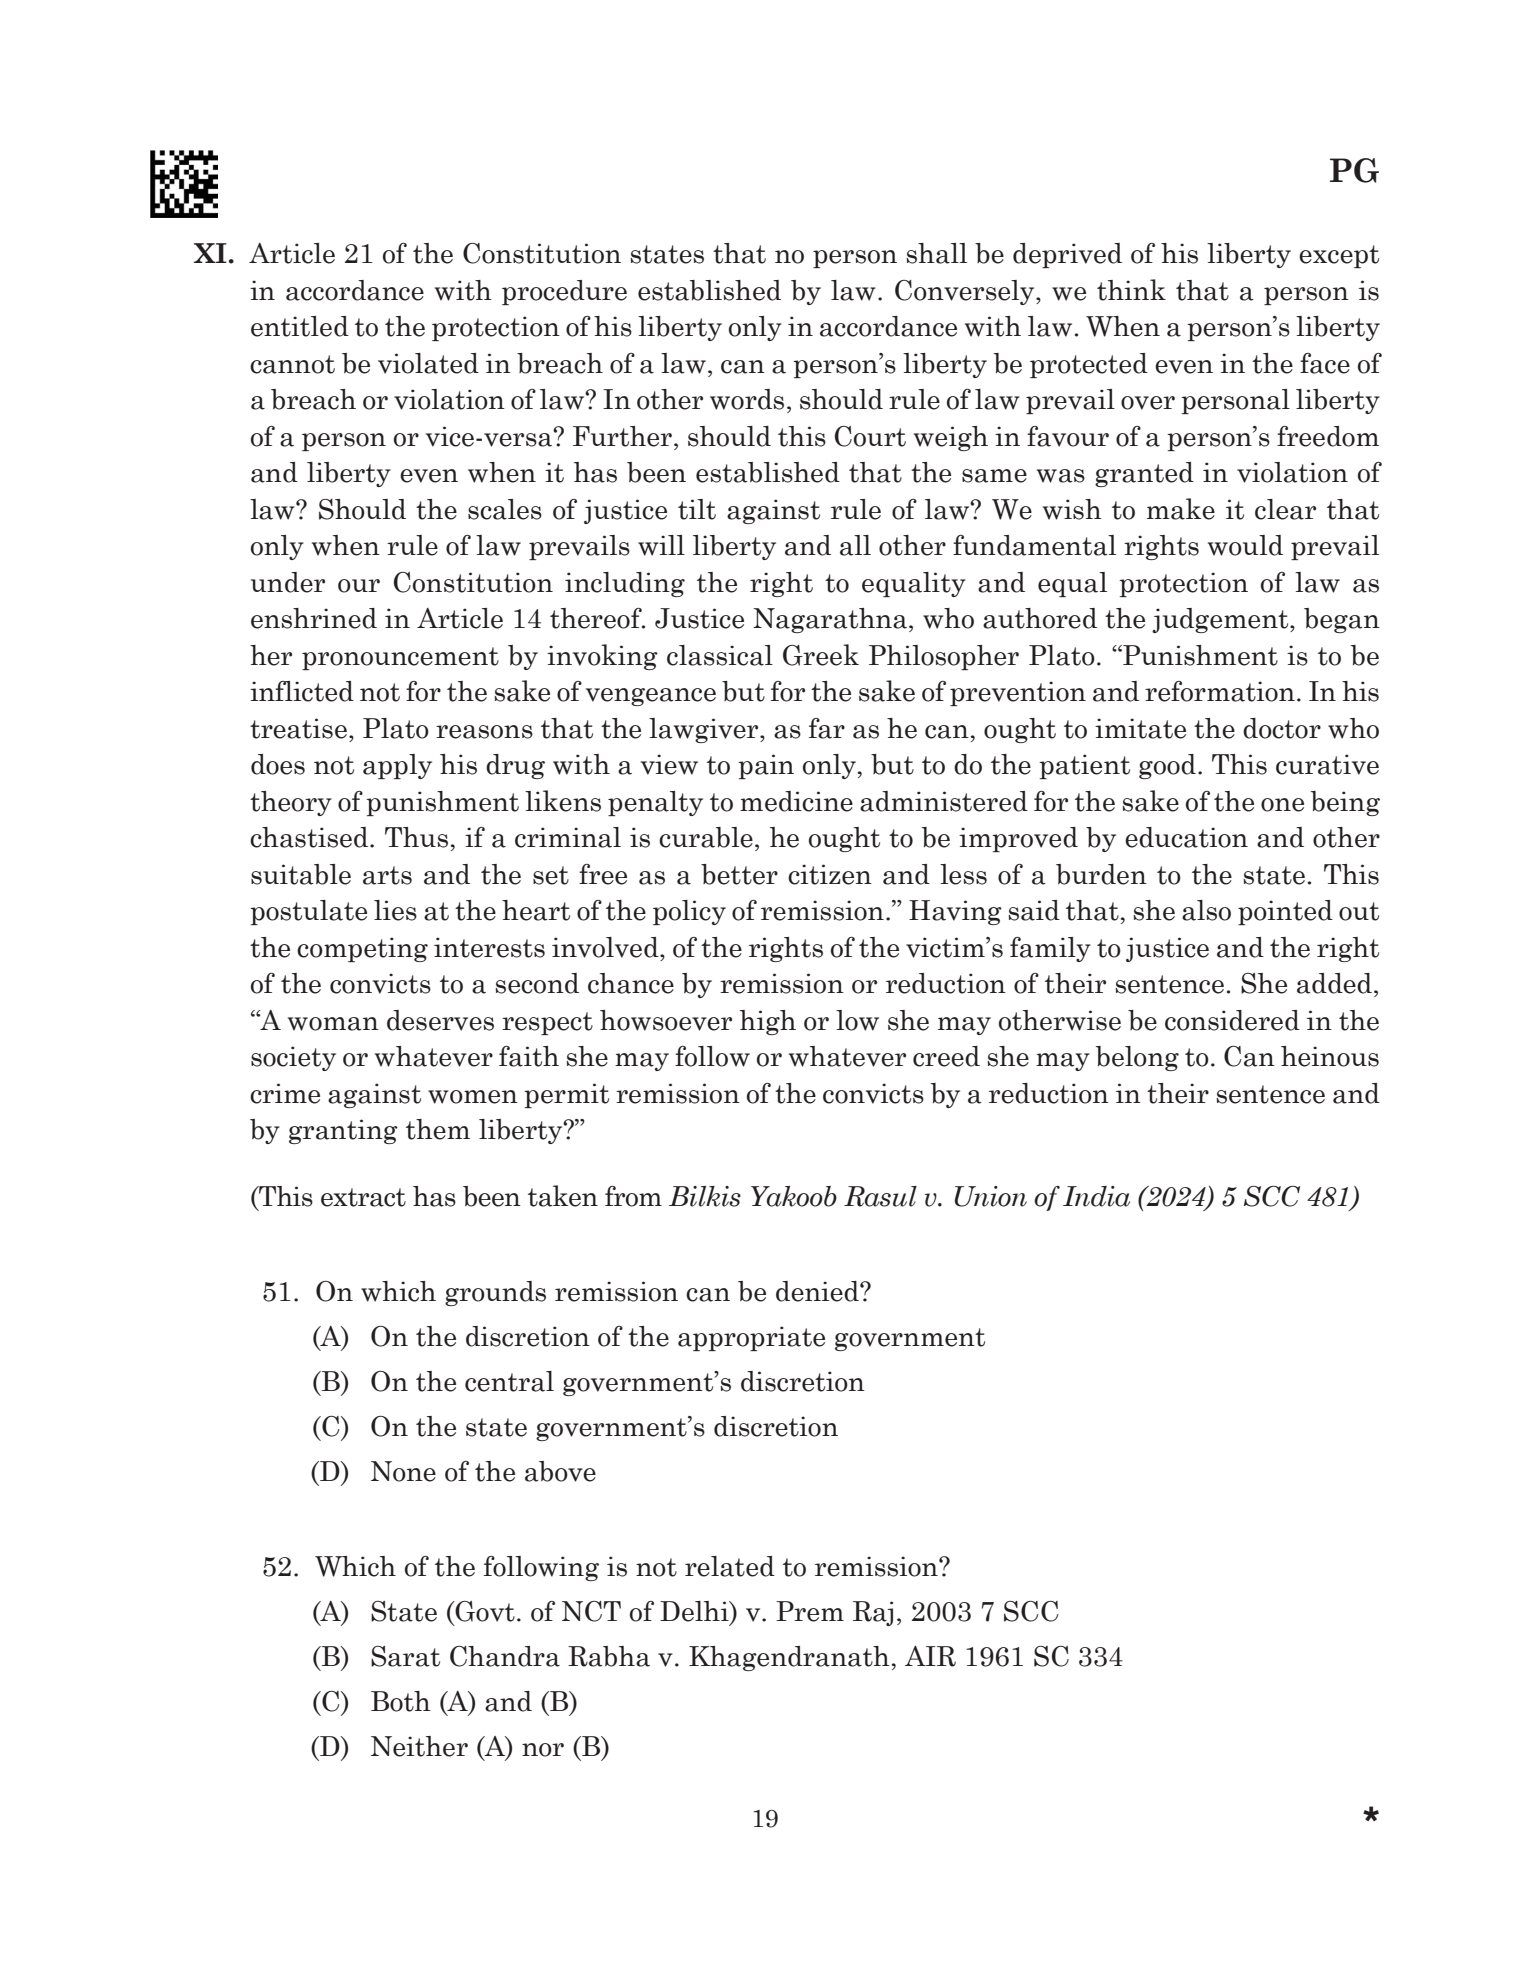 PG
XI. Article 21 of the Constitution states that no person shall be deprived of his liberty except
in accordance with procedure established by law. Conversely, we think that a person is
entitled to the protection of his liberty only in accordance with law. When a person’s liberty
cannot be violated in breach of a law, can a person’s liberty be protected even in the face of
a breach or violation of law? In other words, should rule of law prevail over personal liberty
of a person or vice-versa? Further, should this Court weigh in favour of a person’s freedom
and liberty even when it has been established that the same was granted in violation of
law? Should the scales of justice tilt against rule of law? We wish to make it clear that
only when rule of law prevails will liberty and all other fundamental rights would prevail
under our Constitution including the right to equality and equal protection of law as
enshrined in Article 14 thereof. Justice Nagarathna, who authored the judgement, began
her pronouncement by invoking classical Greek Philosopher Plato. “Punishment is to be
inflicted not for the sake of vengeance but for the sake of prevention and reformation. In his
treatise, Plato reasons that the lawgiver, as far as he can, ought to imitate the doctor who
does not apply his drug with a view to pain only, but to do the patient good. This curative
theory of punishment likens penalty to medicine administered for the sake of the one being
chastised. Thus, if a criminal is curable, he ought to be improved by education and other
suitable arts and the set free as a better citizen and less of a burden to the state. This
postulate lies at the heart of the policy of remission.” Having said that, she also pointed out
the competing interests involved, of the rights of the victim’s family to justice and the right
of the convicts to a second chance by remission or reduction of their sentence. She added,
“A woman deserves respect howsoever high or low she may otherwise be considered in the
society or whatever faith she may follow or whatever creed she may belong to. Can heinous
crime against women permit remission of the convicts by a reduction in their sentence and
by granting them liberty?”
(This extract has been taken from Bilkis Yakoob Rasul v. Union of India (2024) 5 SCC 481)
51. On which grounds remission can be denied?
(A) On the discretion of the appropriate government
(B) On the central government’s discretion
(C) On the state government’s discretion
(D) None of the above
52. Which of the following is not related to remission?
(A) State (Govt. of NCT of Delhi) v. Prem Raj, 2003 7 SCC
(B) Sarat Chandra Rabha v. Khagendranath, AIR 1961 SC 334
(C) Both (A) and (B)
(D) Neither (A) nor (B)
19 *